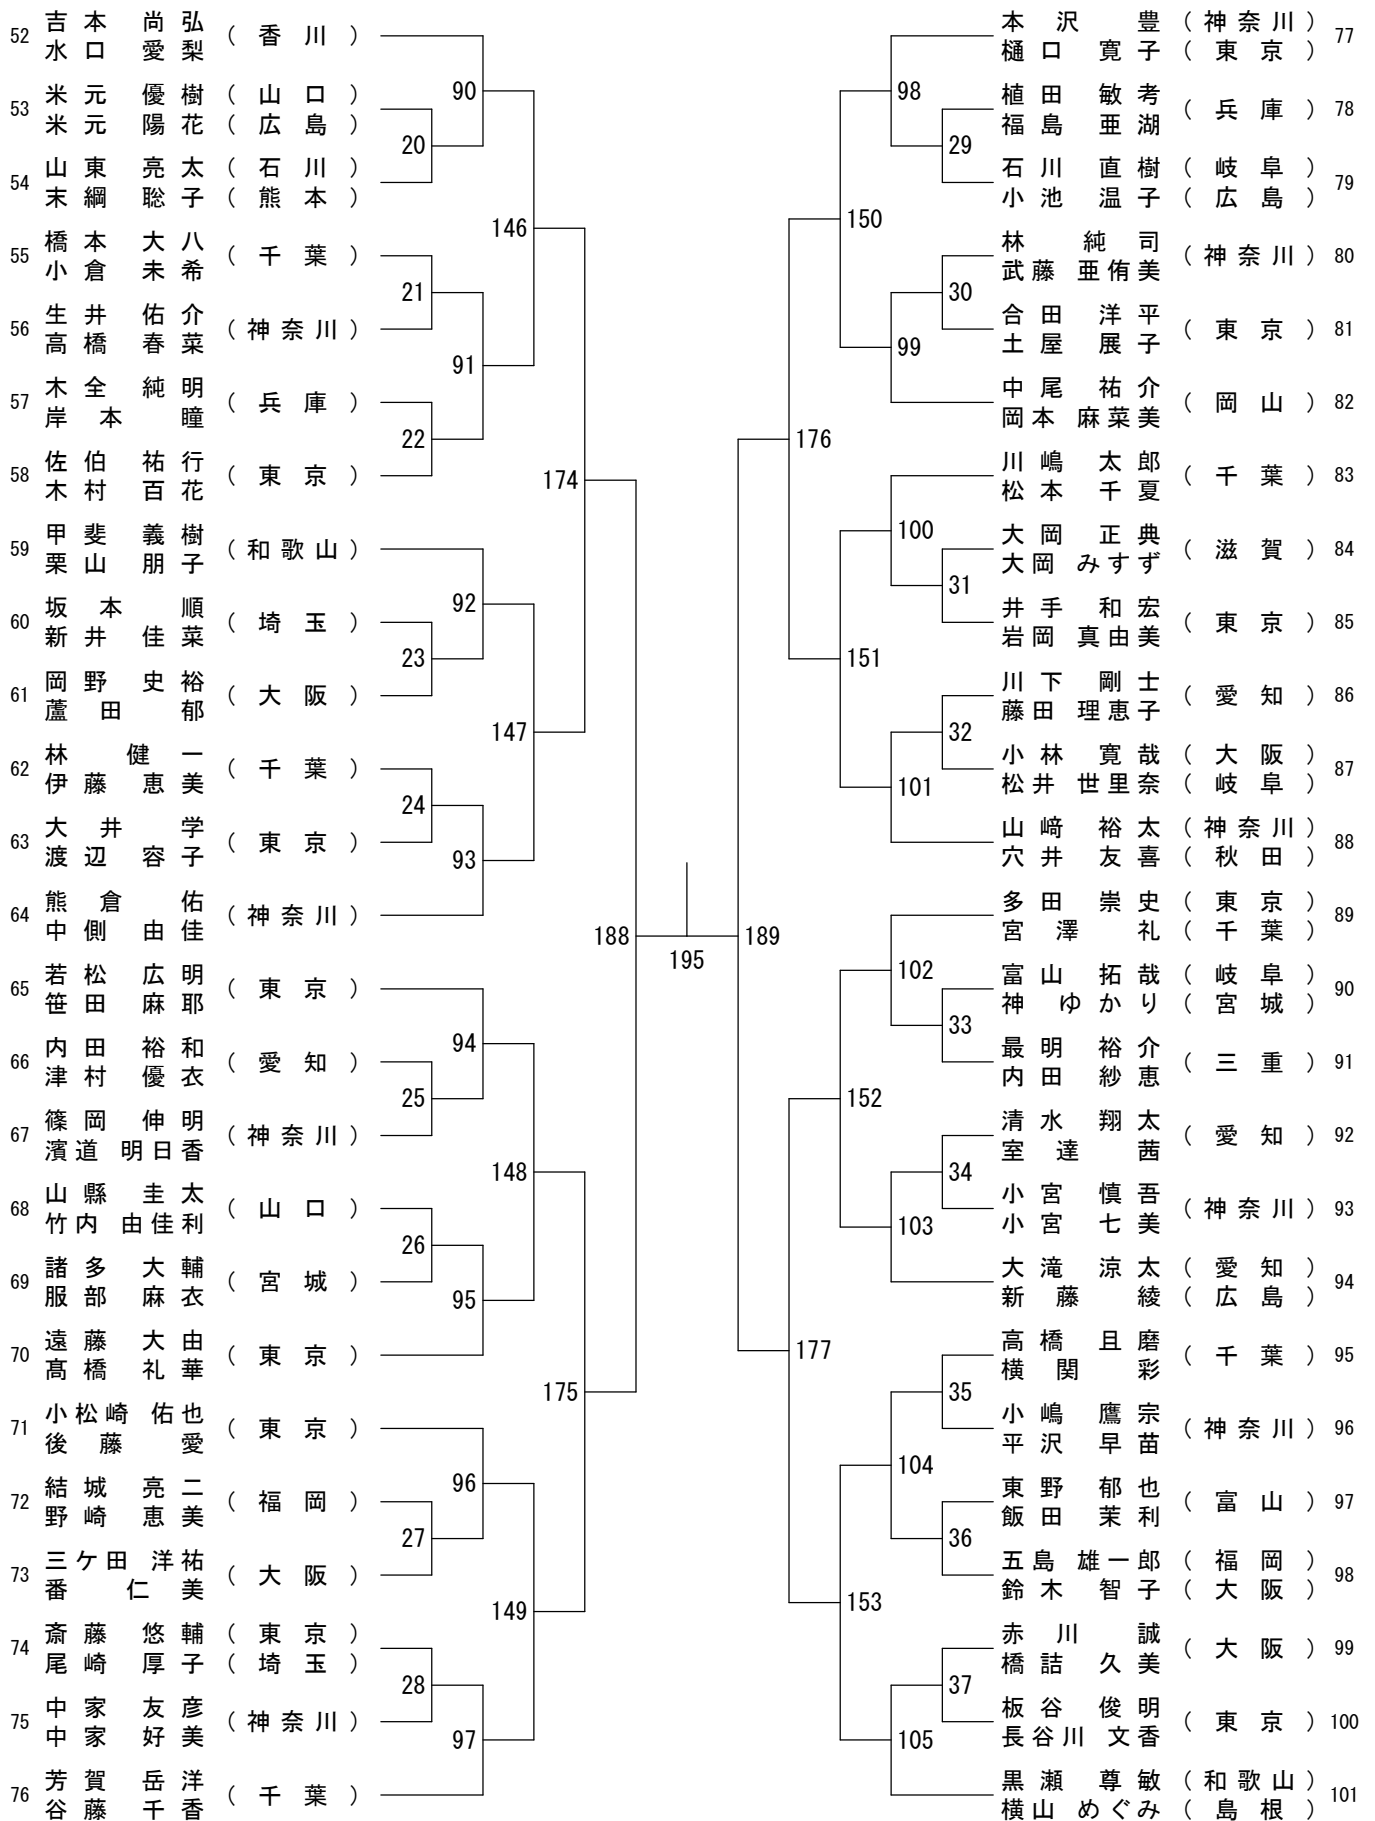 52 吉本 尚弘 (香川)
水口 愛梨
53 米元 優樹 (山口)
米元 陽花 (広島)
54 山東 亮太 (石川)
末綱 聡子 (熊本)
55 橋本 大八 (千葉)
小倉 未希
56 生井 佑介 (神奈川)
高橋 春菜
57 木全 純明 (兵庫)
岸本 瞳
58 佐伯 祐行 (東京)
木村 百花
59 甲斐 義樹 (和歌山)
栗山 朋子
60 坂本 順 (埼玉)
新井 佳菜
61 岡野 史裕 (大阪)
蘆田 郁
62 林 健一 (千葉)
伊藤 恵美
63 大井 学 (東京)
渡辺 容子
64 熊倉 佑 (神奈川)
中側 由佳
65 若松 広明 (東京)
笹田 麻耶
66 内田 裕和 (愛知)
津村 優衣
67 篠岡 伸明 (神奈川)
濱道 明日香
68 山縣 圭太 (山口)
竹内 由佳利
69 諸多 大輔 (宮城)
服部 麻衣
70 遠藤 大由 (東京)
髙橋 礼華
71 小松崎 佑也 (東京)
後藤 愛
72 結城 亮二 (福岡)
野崎 恵美
73 三ケ田 洋祐 (大阪)
番 仁美
74 斎藤 悠輔 (東京)
尾崎 厚子 (埼玉)
75 中家 友彦 (神奈川)
中家 好美
76 芳賀 岳洋 (千葉)
谷藤 千香 
20
21
22
23
24
25
26
27
28
90
91
92
93
94
95
96
97
146
147
148
149
174
175
188
195
189
176
177
150
151
152
153
98
99
100
101
102
103
104
105
29
30
31
32
33
34
35
36
37
本沢 豊 (神奈川) 77
樋口 寛子 (東京)
植田 敏考 (兵庫) 78
福島 亜湖
石川 直樹 (岐阜) 79
小池 温子 (広島)
林 純司 (神奈川) 80
武藤 亜侑美
合田 洋平 (東京) 81
土屋 展子
中尾 祐介 (岡山) 82
岡本 麻菜美
川嶋 太郎 (千葉) 83
松本 千夏
大岡 正典 (滋賀) 84
大岡 みすず
井手 和宏 (東京) 85
岩岡 真由美
川下 剛士 (愛知) 86
藤田 理恵子
小林 寛哉 (大阪) 87
松井 世里奈 (岐阜)
山﨑 裕太 (神奈川) 88
穴井 友喜 (秋田)
多田 崇史 (東京) 89
宮澤 礼 (千葉)
富山 拓哉 (岐阜) 90
神 ゆかり (宮城)
最明 裕介 (三重) 91
内田 紗恵
清水 翔太 (愛知) 92
室達 茜
小宮 慎吾 (神奈川) 93
小宮 七美
大滝 涼太 (愛知) 94
新藤 綾 (広島)
高橋 且磨 (千葉) 95
横関 彩
小嶋 鷹宗 (神奈川) 96
平沢 早苗
東野 郁也 (富山) 97
飯田 茉利
五島 雄一郎 (福岡) 98
鈴木 智子 (大阪)
赤川 誠 (大阪) 99
橋詰 久美
板谷 俊明 (東京) 100
長谷川 文香
黒瀬 尊敏 (和歌山) 101
横山 めぐみ (島根)